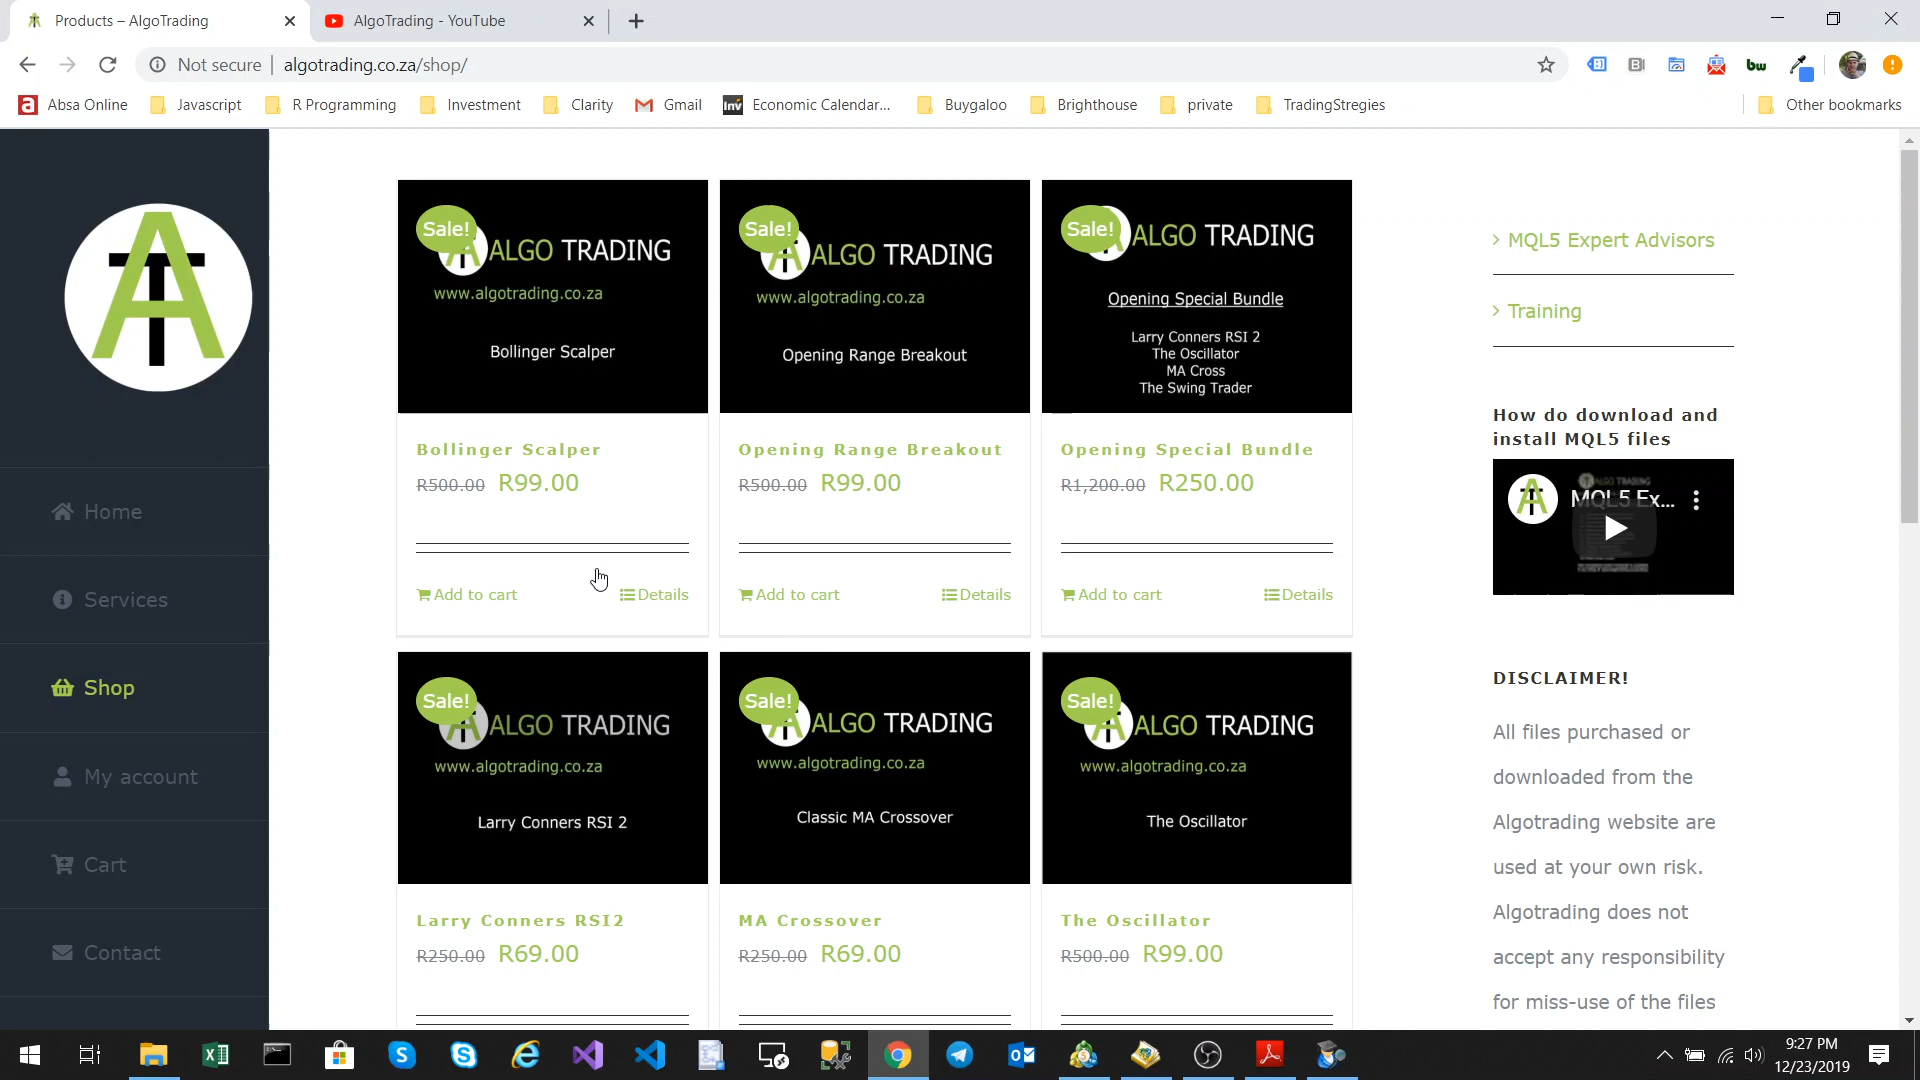 Products – AlgoTrading
AlgoTrading - YouTube
Not secure | algotrading.co.za/shop/
Absa Online
Javascript
R Programming
Investment
Clarity
Gmail
Inv
Economic Calendar...
Buygaloo
Brighthouse
private
TradingStregies
Other bookmarks
Home
Services
Shop
My account
Cart
Contact
Sale!
ALGO TRADING
www.algotrading.co.za
Bollinger Scalper
Bollinger Scalper
R500.00 R99.00
Add to cart
Details
Sale!
ALGO TRADING
www.algotrading.co.za
Opening Range Breakout
Opening Range Breakout
R500.00 R99.00
Add to cart
Details
Sale!
ALGO TRADING
Opening Special Bundle
Larry Conners RSI 2
The Oscillator
MA Cross
The Swing Trader
Opening Special Bundle
R1,200.00 R250.00
Add to cart
Details
Sale!
ALGO TRADING
www.algotrading.co.za
Larry Conners RSI 2
Larry Conners RSI2
R250.00 R69.00
Sale!
ALGO TRADING
www.algotrading.co.za
Classic MA Crossover
MA Crossover
R250.00 R69.00
Sale!
ALGO TRADING
www.algotrading.co.za
The Oscillator
The Oscillator
R500.00 R99.00
MQL5 Expert Advisors
Training
How do download and
install MQL5 files
MQL5 Ex...
DISCLAIMER!
All files purchased or
downloaded from the
Algotrading website are
used at your own risk.
Algotrading does not
accept any responsibility
for miss-use of the files
9:27 PM
12/23/2019